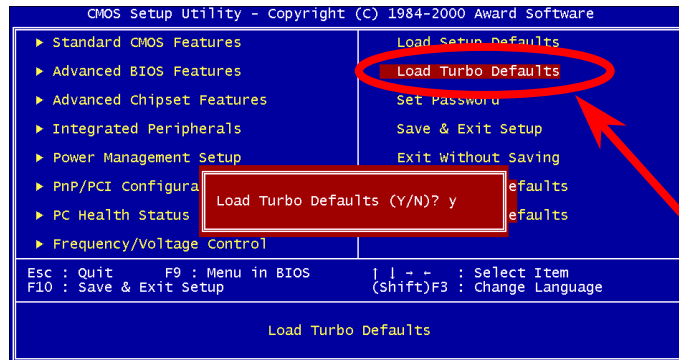 CMOS Setup Utility – Copyright (C) 1984–2000 Award Software
▶ Standard CMOS Features
▶ Advanced BIOS Features
▶ Advanced Chipset Features
▶ Integrated Peripherals
▶ Power Management Setup
▶ PnP/PCI Configura
▶ PC Health Status
▶ Frequency/Voltage Control
Load Setup Defaults
Load Turbo Defaults
Set Password
Save & Exit Setup
Exit Without Saving
efaults
efaults
Load Turbo Defaults (Y/N)? y
Esc : Quit F9 : Menu in BIOS ↑ ↓ → ← : Select Item
F10 : Save & Exit Setup (Shift)F3 : Change Language
Load Turbo Defaults